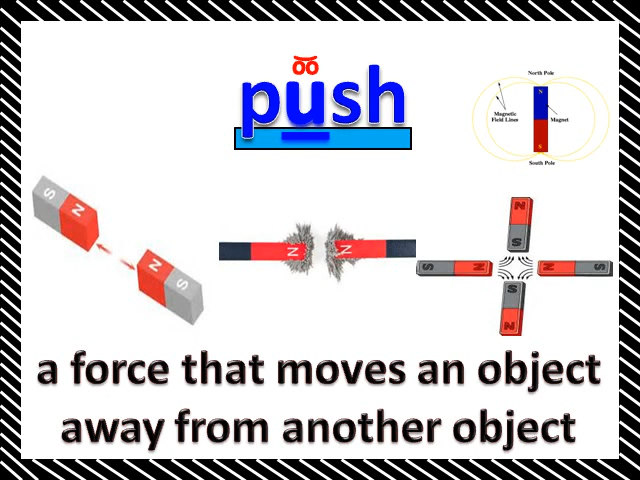 o͝o
push
North Pole
N
Magnetic
Field Lines
Magnet
S
South Pole
S N
N S
N
N
N
S
S N
N S
S
N
a force that moves an object
away from another object